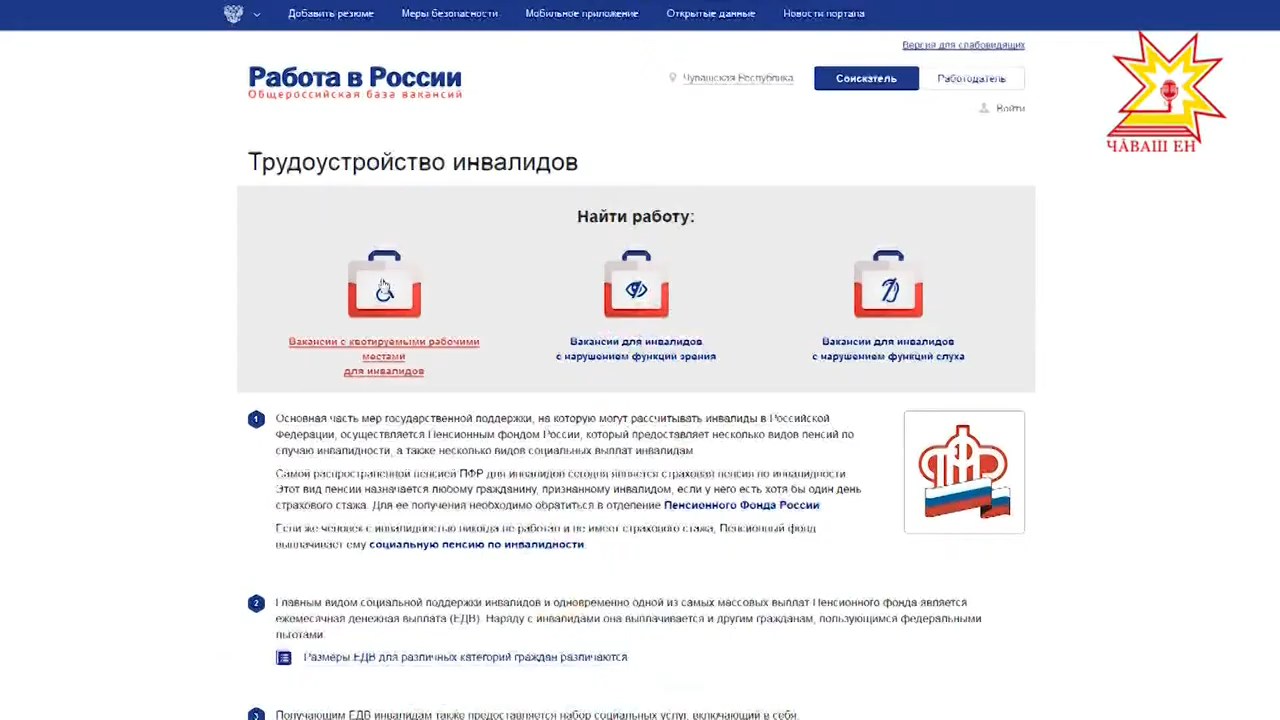 Добавить резюме Меры безопасности Мобильное приложение Открытые данные Новости портала
Версия для слабовидящих
Работа в России
Общероссийская база вакансий
Чувашская Республика
Соискатель
Работодатель
Войти
ЧӐВАШ ЕН
Трудоустройство инвалидов
Найти работу:
Вакансии с квотируемыми рабочими
местами
для инвалидов
Вакансии для инвалидов
с нарушением функций зрения
Вакансии для инвалидов
с нарушением функций слуха
1
Основная часть мер государственной поддержки, на которую могут рассчитывать инвалиды в Российской
Федерации, осуществляется Пенсионным фондом России, который предоставляет несколько видов пенсий по
случаю инвалидности, а также несколько видов социальных выплат инвалидам.
Самой распространенной пенсией ПФР для инвалидов сегодня является страховая пенсия по инвалидности.
Этот вид пенсии назначается любому гражданину, признанному инвалидом, если у него есть хотя бы один день
страхового стажа. Для ее получения необходимо обратиться в отделение Пенсионного Фонда России.
Если же человек с инвалидностью никогда не работал и не имеет страхового стажа, Пенсионный фонд
выплачивает ему социальную пенсию по инвалидности.
2
Главным видом социальной поддержки инвалидов и одновременно одной из самых массовых выплат Пенсионного фонда является
ежемесячная денежная выплата (ЕДВ). Наряду с инвалидами она выплачивается и другим гражданам, пользующимся федеральными
льготами.
Размеры ЕДВ для различных категорий граждан различаются
3
Получающим ЕДВ инвалидам также предоставляется набор социальных услуг, включающий в себя: